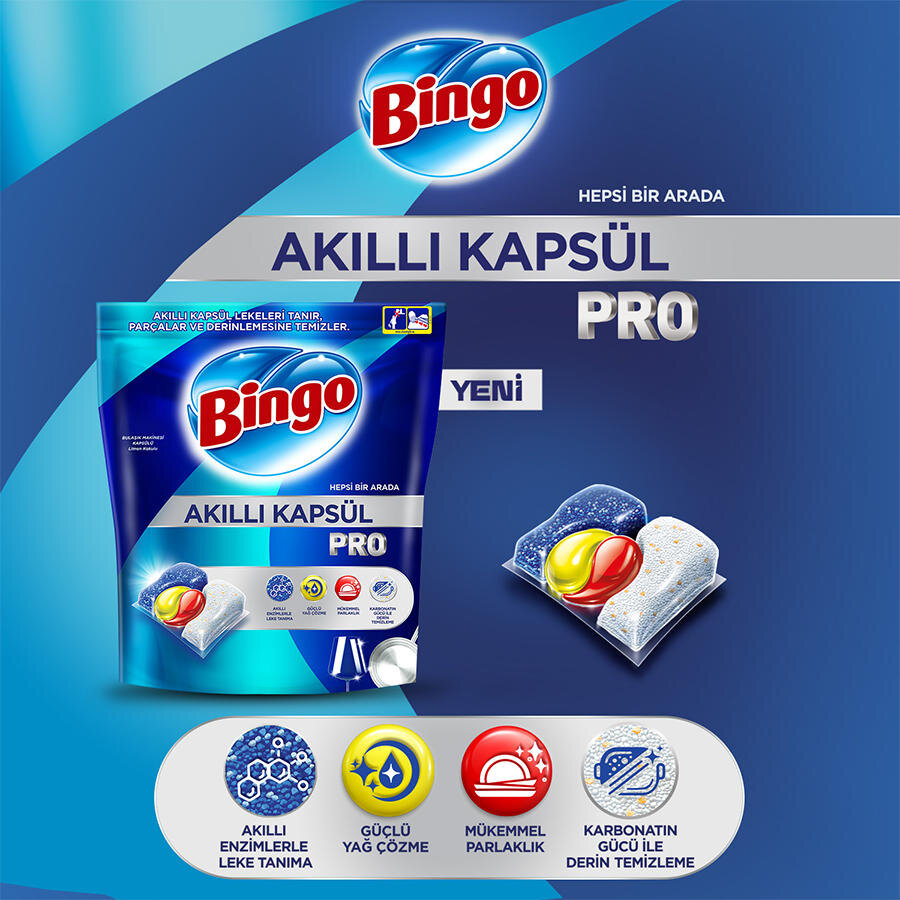 Bingo
HEPSİ BİR ARADA
AKILLI KAPSÜL
PRO
YENİ
AKILLI KAPSÜL LEKELERİ TANIR,
PARÇALAR VE DERİNLEMESİNE TEMİZLER.
Bingo
BULAŞIK MAKİNESİ
KAPSÜLÜ
Limon Kokulu
HEPSİ BİR ARADA
AKILLI KAPSÜL
PRO
AKILLI
ENZİMLERLE
LEKE TANIMA
GÜÇLÜ
YAĞ ÇÖZME
MÜKEMMEL
PARLAKLIK
KARBONATIN
GÜCÜ İLE
DERİN
TEMİZLEME
AKILLI
ENZİMLERLE
LEKE TANIMA
GÜÇLÜ
YAĞ ÇÖZME
MÜKEMMEL
PARLAKLIK
KARBONATIN
GÜCÜ İLE
DERİN TEMİZLEME